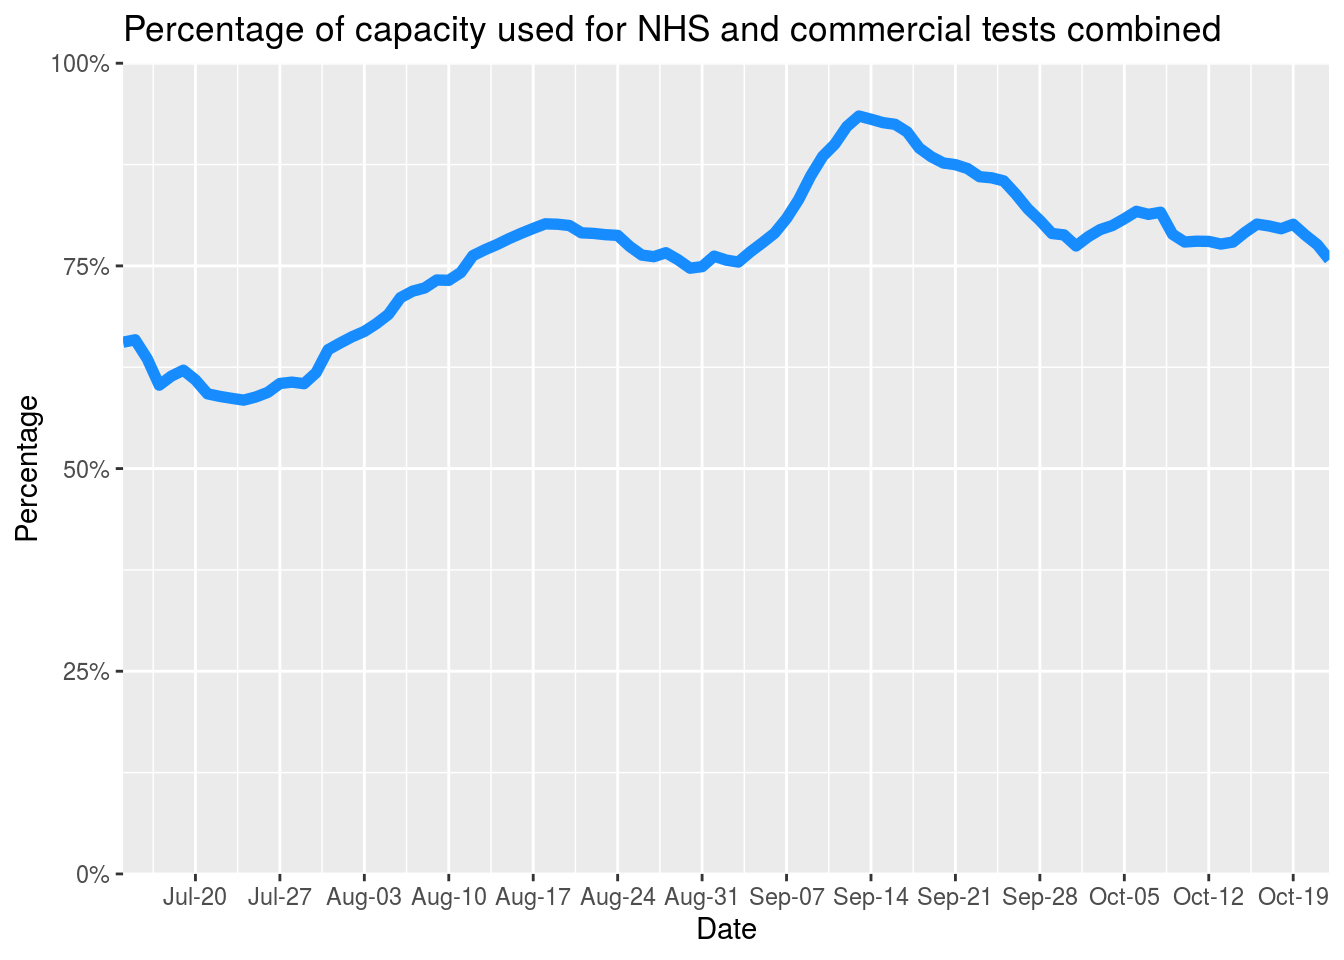 Percentage of capacity used for NHS and commercial tests combined
100%
75%
50%
25%
0%
Percentage
Jul-20 Jul-27 Aug-03 Aug-10 Aug-17 Aug-24 Aug-31 Sep-07 Sep-14 Sep-21 Sep-28 Oct-05 Oct-12 Oct-19
Date